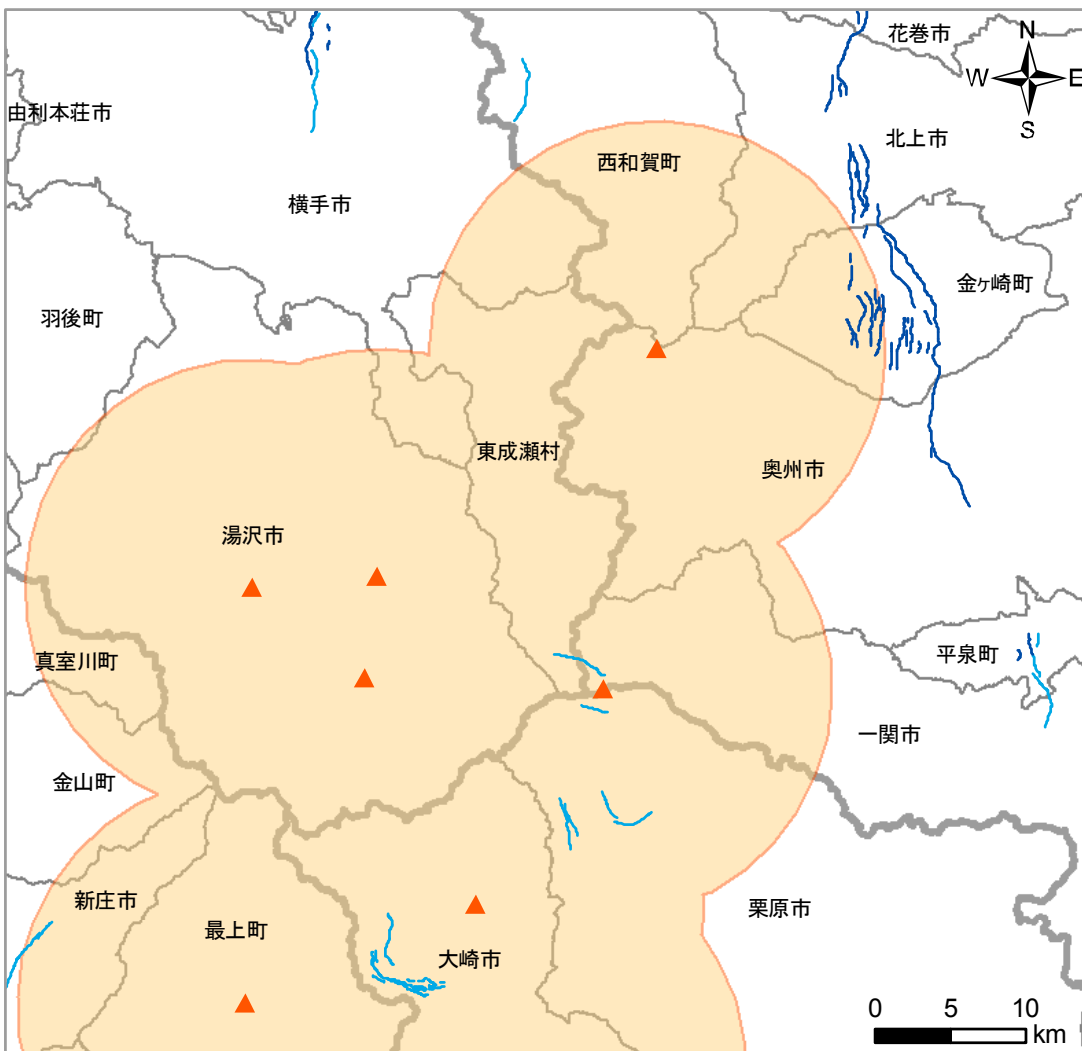 花巻市
N
W
E
S
由利本荘市
北上市
西和賀町
横手市
金ヶ崎町
羽後町
東成瀬村
奥州市
湯沢市
平泉町
真室川町
一関市
金山町
新庄市
栗原市
最上町
大崎市
0 5 10
km